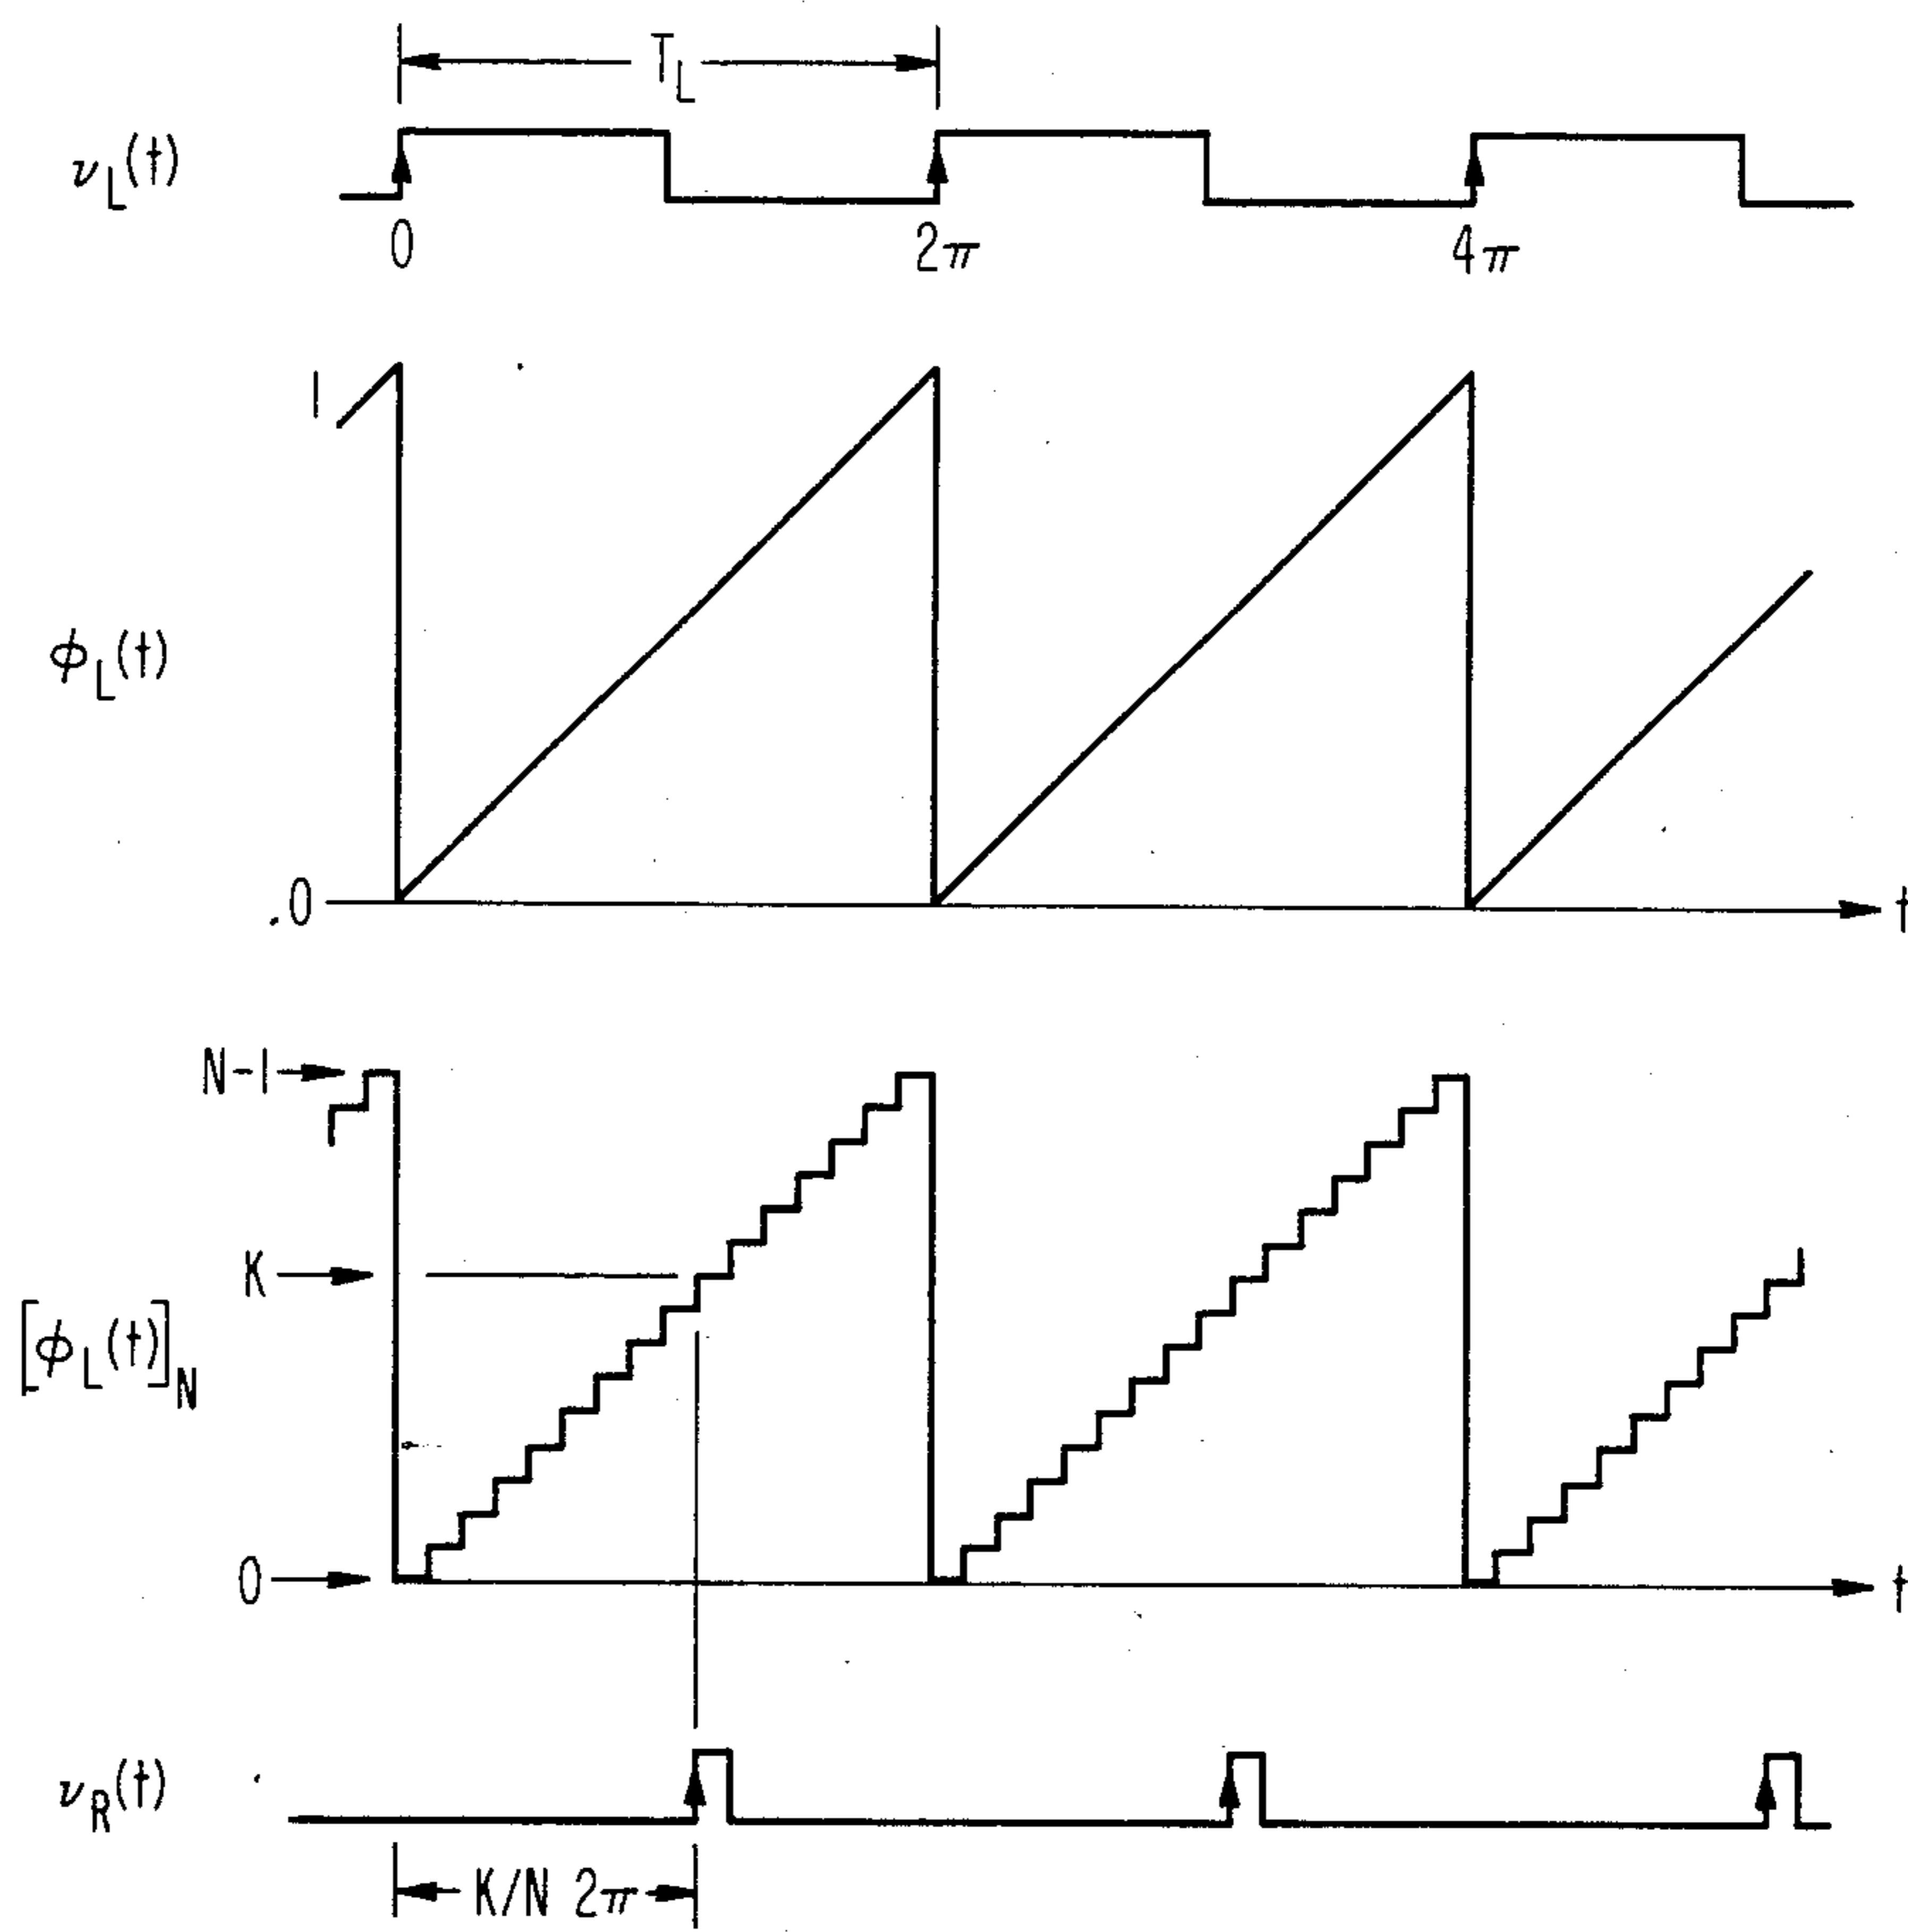 T_L
ν_L(t)
0 2π 4π
1
φ_L(t)
.0 t
N-1
K
[φ_L(t)]_N
0 t
ν_R(t)
K/N 2π